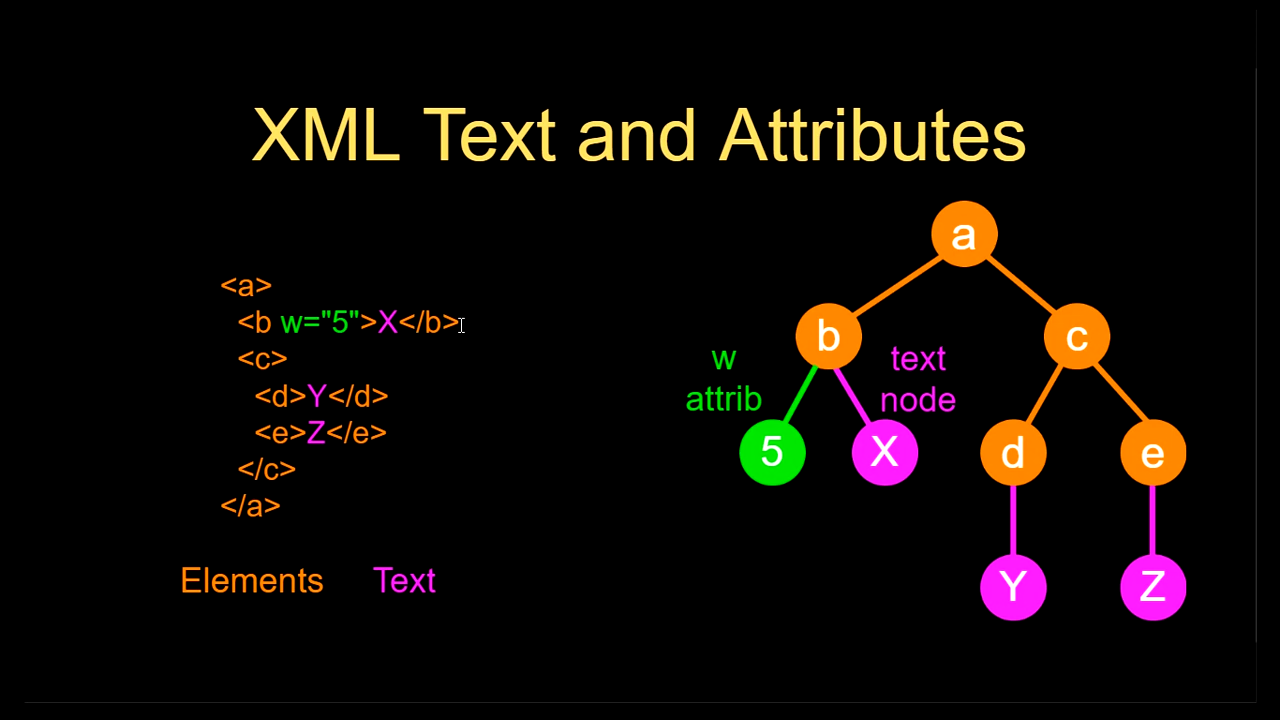 XML Text and Attributes
<a>
<b w="5">X</b>
<c>
<d>Y</d>
<e>Z</e>
</c>
</a>
Elements Text
a
b c
w attrib
text node
5 X d e
Y Z